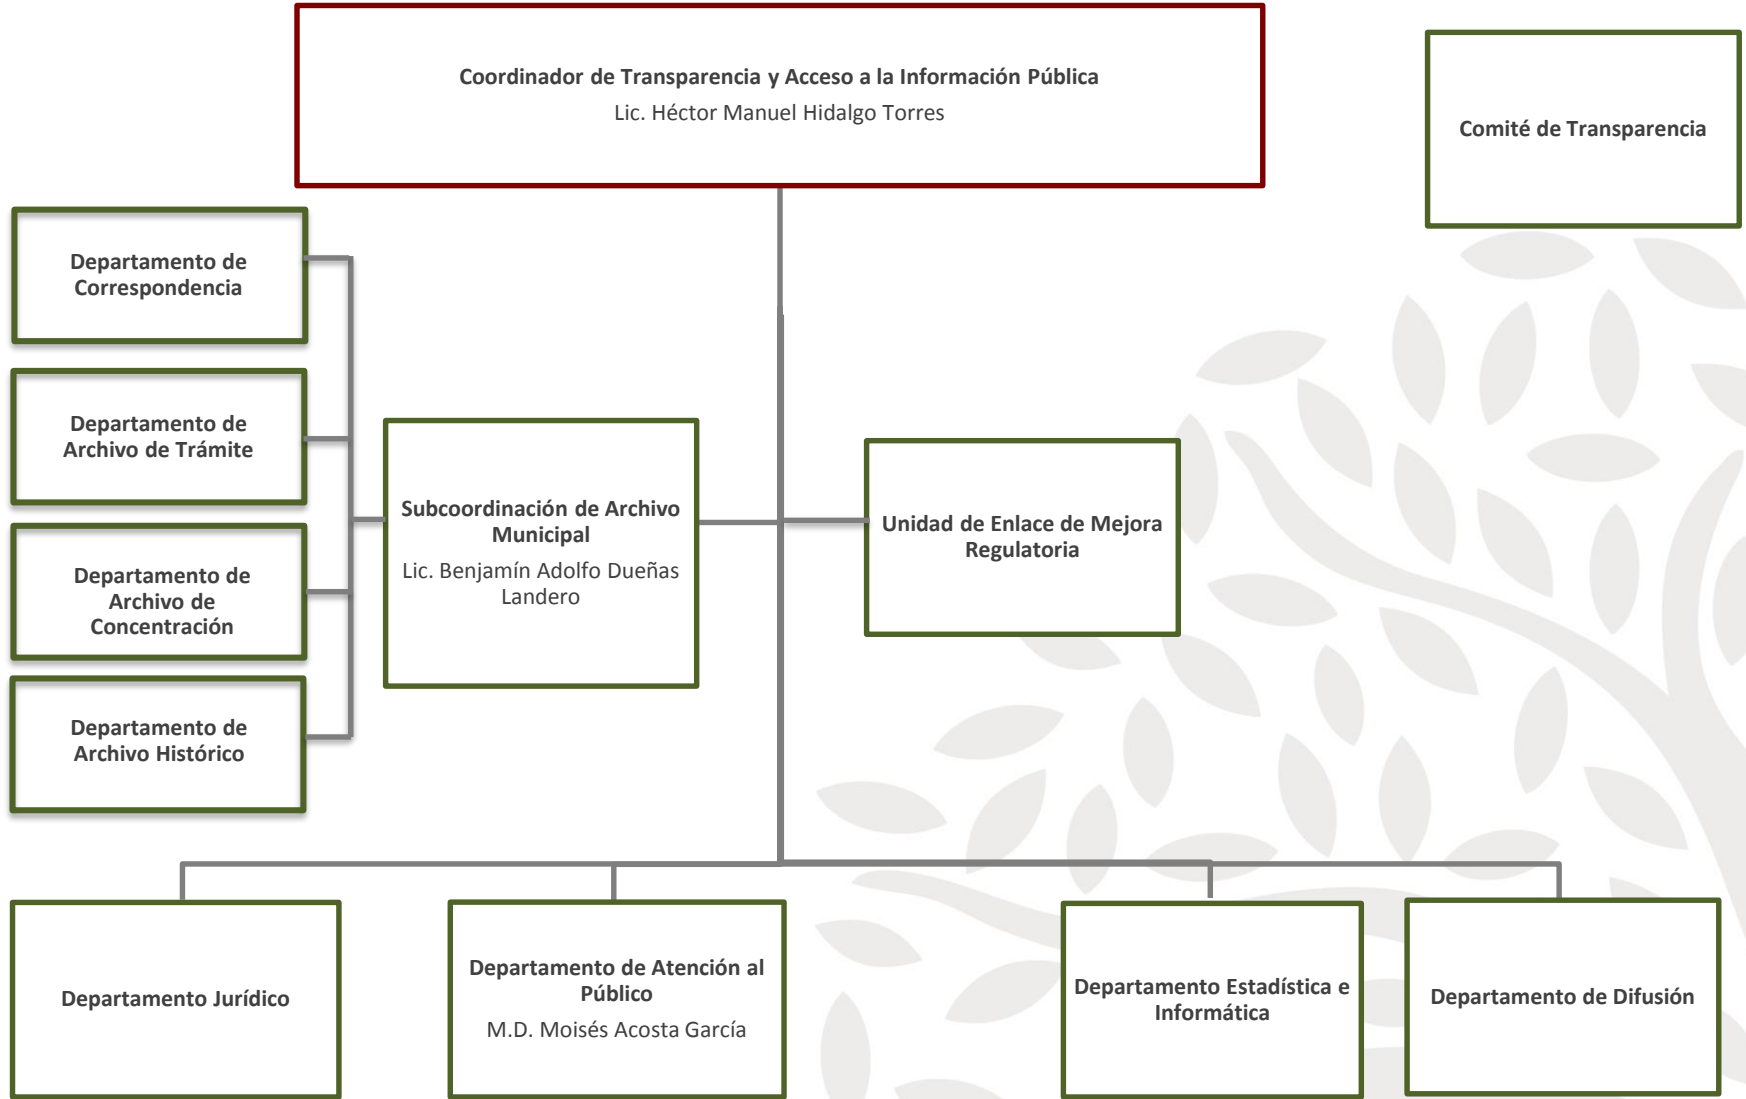 Coordinador de Transparencia y Acceso a la Información Pública
Lic. Héctor Manuel Hidalgo Torres
Comité de Transparencia
Departamento de
Correspondencia
Departamento de
Archivo de Trámite
Departamento de
Archivo de
Concentración
Departamento de
Archivo Histórico
Subcoordinación de Archivo
Municipal
Lic. Benjamín Adolfo Dueñas
Landero
Unidad de Enlace de Mejora
Regulatoria
Departamento Jurídico
Departamento de Atención al
Público
M.D. Moisés Acosta García
Departamento Estadística e
Informática
Departamento de Difusión